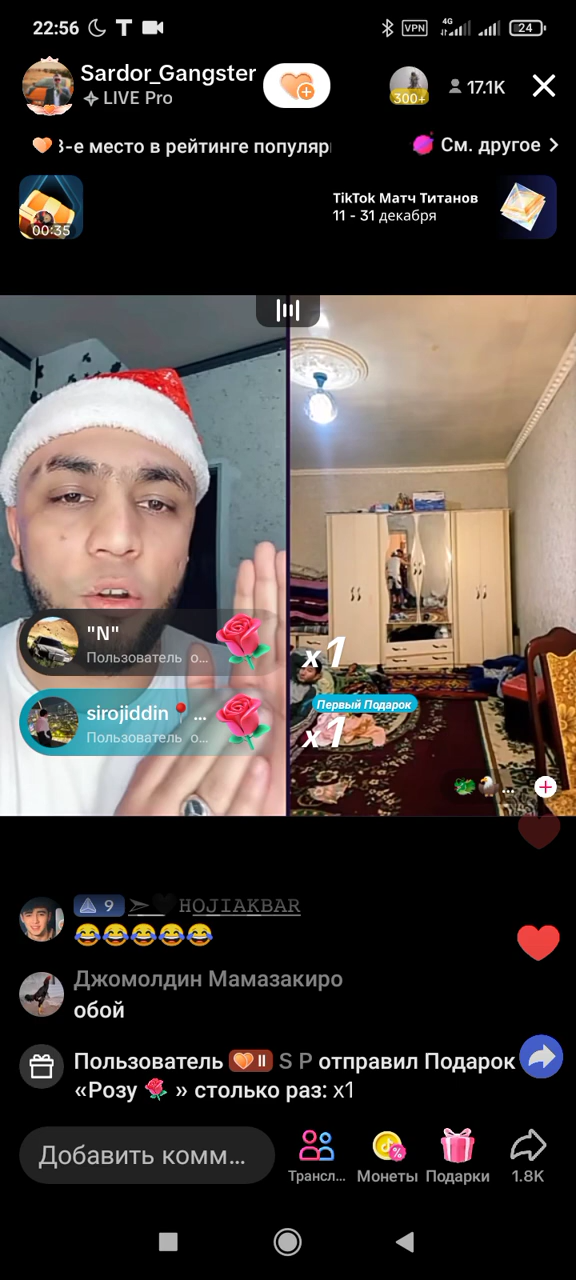 22:56
VPN
4G
24
Sardor_Gangster
LIVE Pro
300+
17.1K
3-е место в рейтинге популяр
См. другое
00:35
TikTok Матч Титанов
11 - 31 декабря
"N"
Пользователь о...
x1
sirojiddin📍...
Пользователь о...
Первый Подарок
x1
...
9 ➣🖤HOJIAKBAR
😂😂😂😂😂
Джомолдин Мамазакиро
обой
Пользователь II S P отправил Подарок
«Розу 🌹 » столько раз: x1
Добавить комм...
Трансл...
Монеты
Подарки
1.8K